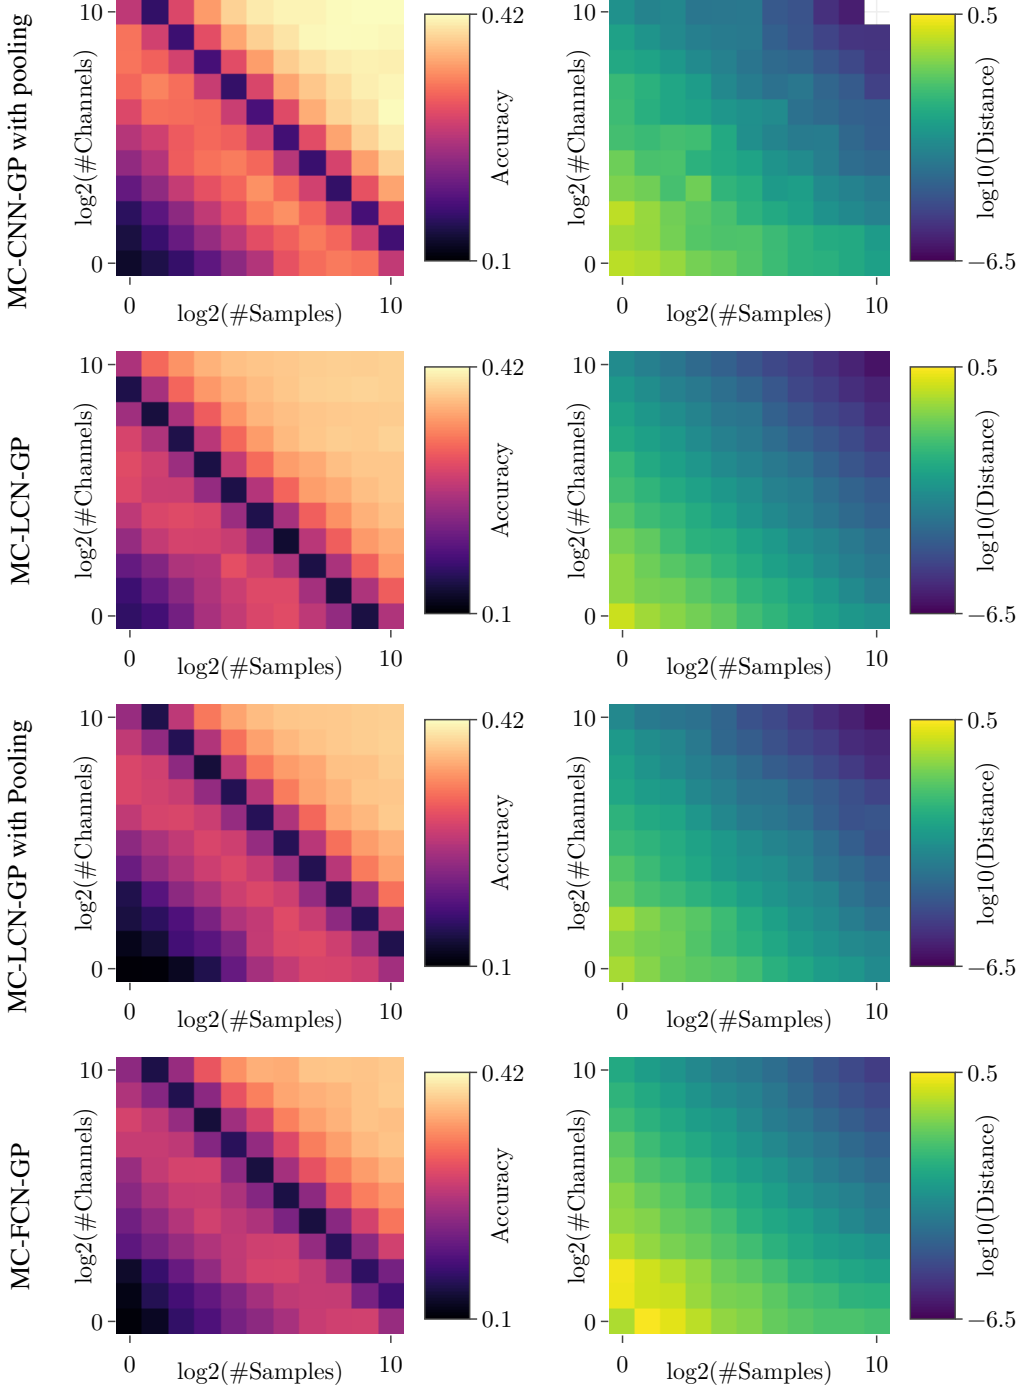 MC-CNN-GP with pooling
log2(#Channels)
10
0
0
10
log2(#Samples)
0.42
0.1
Accuracy
log2(#Channels)
10
0
0
10
log2(#Samples)
0.5
−6.5
log10(Distance)
MC-LCN-GP
log2(#Channels)
10
0
0
10
log2(#Samples)
0.42
0.1
Accuracy
log2(#Channels)
10
0
0
10
log2(#Samples)
0.5
−6.5
log10(Distance)
MC-LCN-GP with Pooling
log2(#Channels)
10
0
0
10
log2(#Samples)
0.42
0.1
Accuracy
log2(#Channels)
10
0
0
10
log2(#Samples)
0.5
−6.5
log10(Distance)
MC-FCN-GP
log2(#Channels)
10
0
0
10
log2(#Samples)
0.42
0.1
Accuracy
log2(#Channels)
10
0
0
10
log2(#Samples)
0.5
−6.5
log10(Distance)